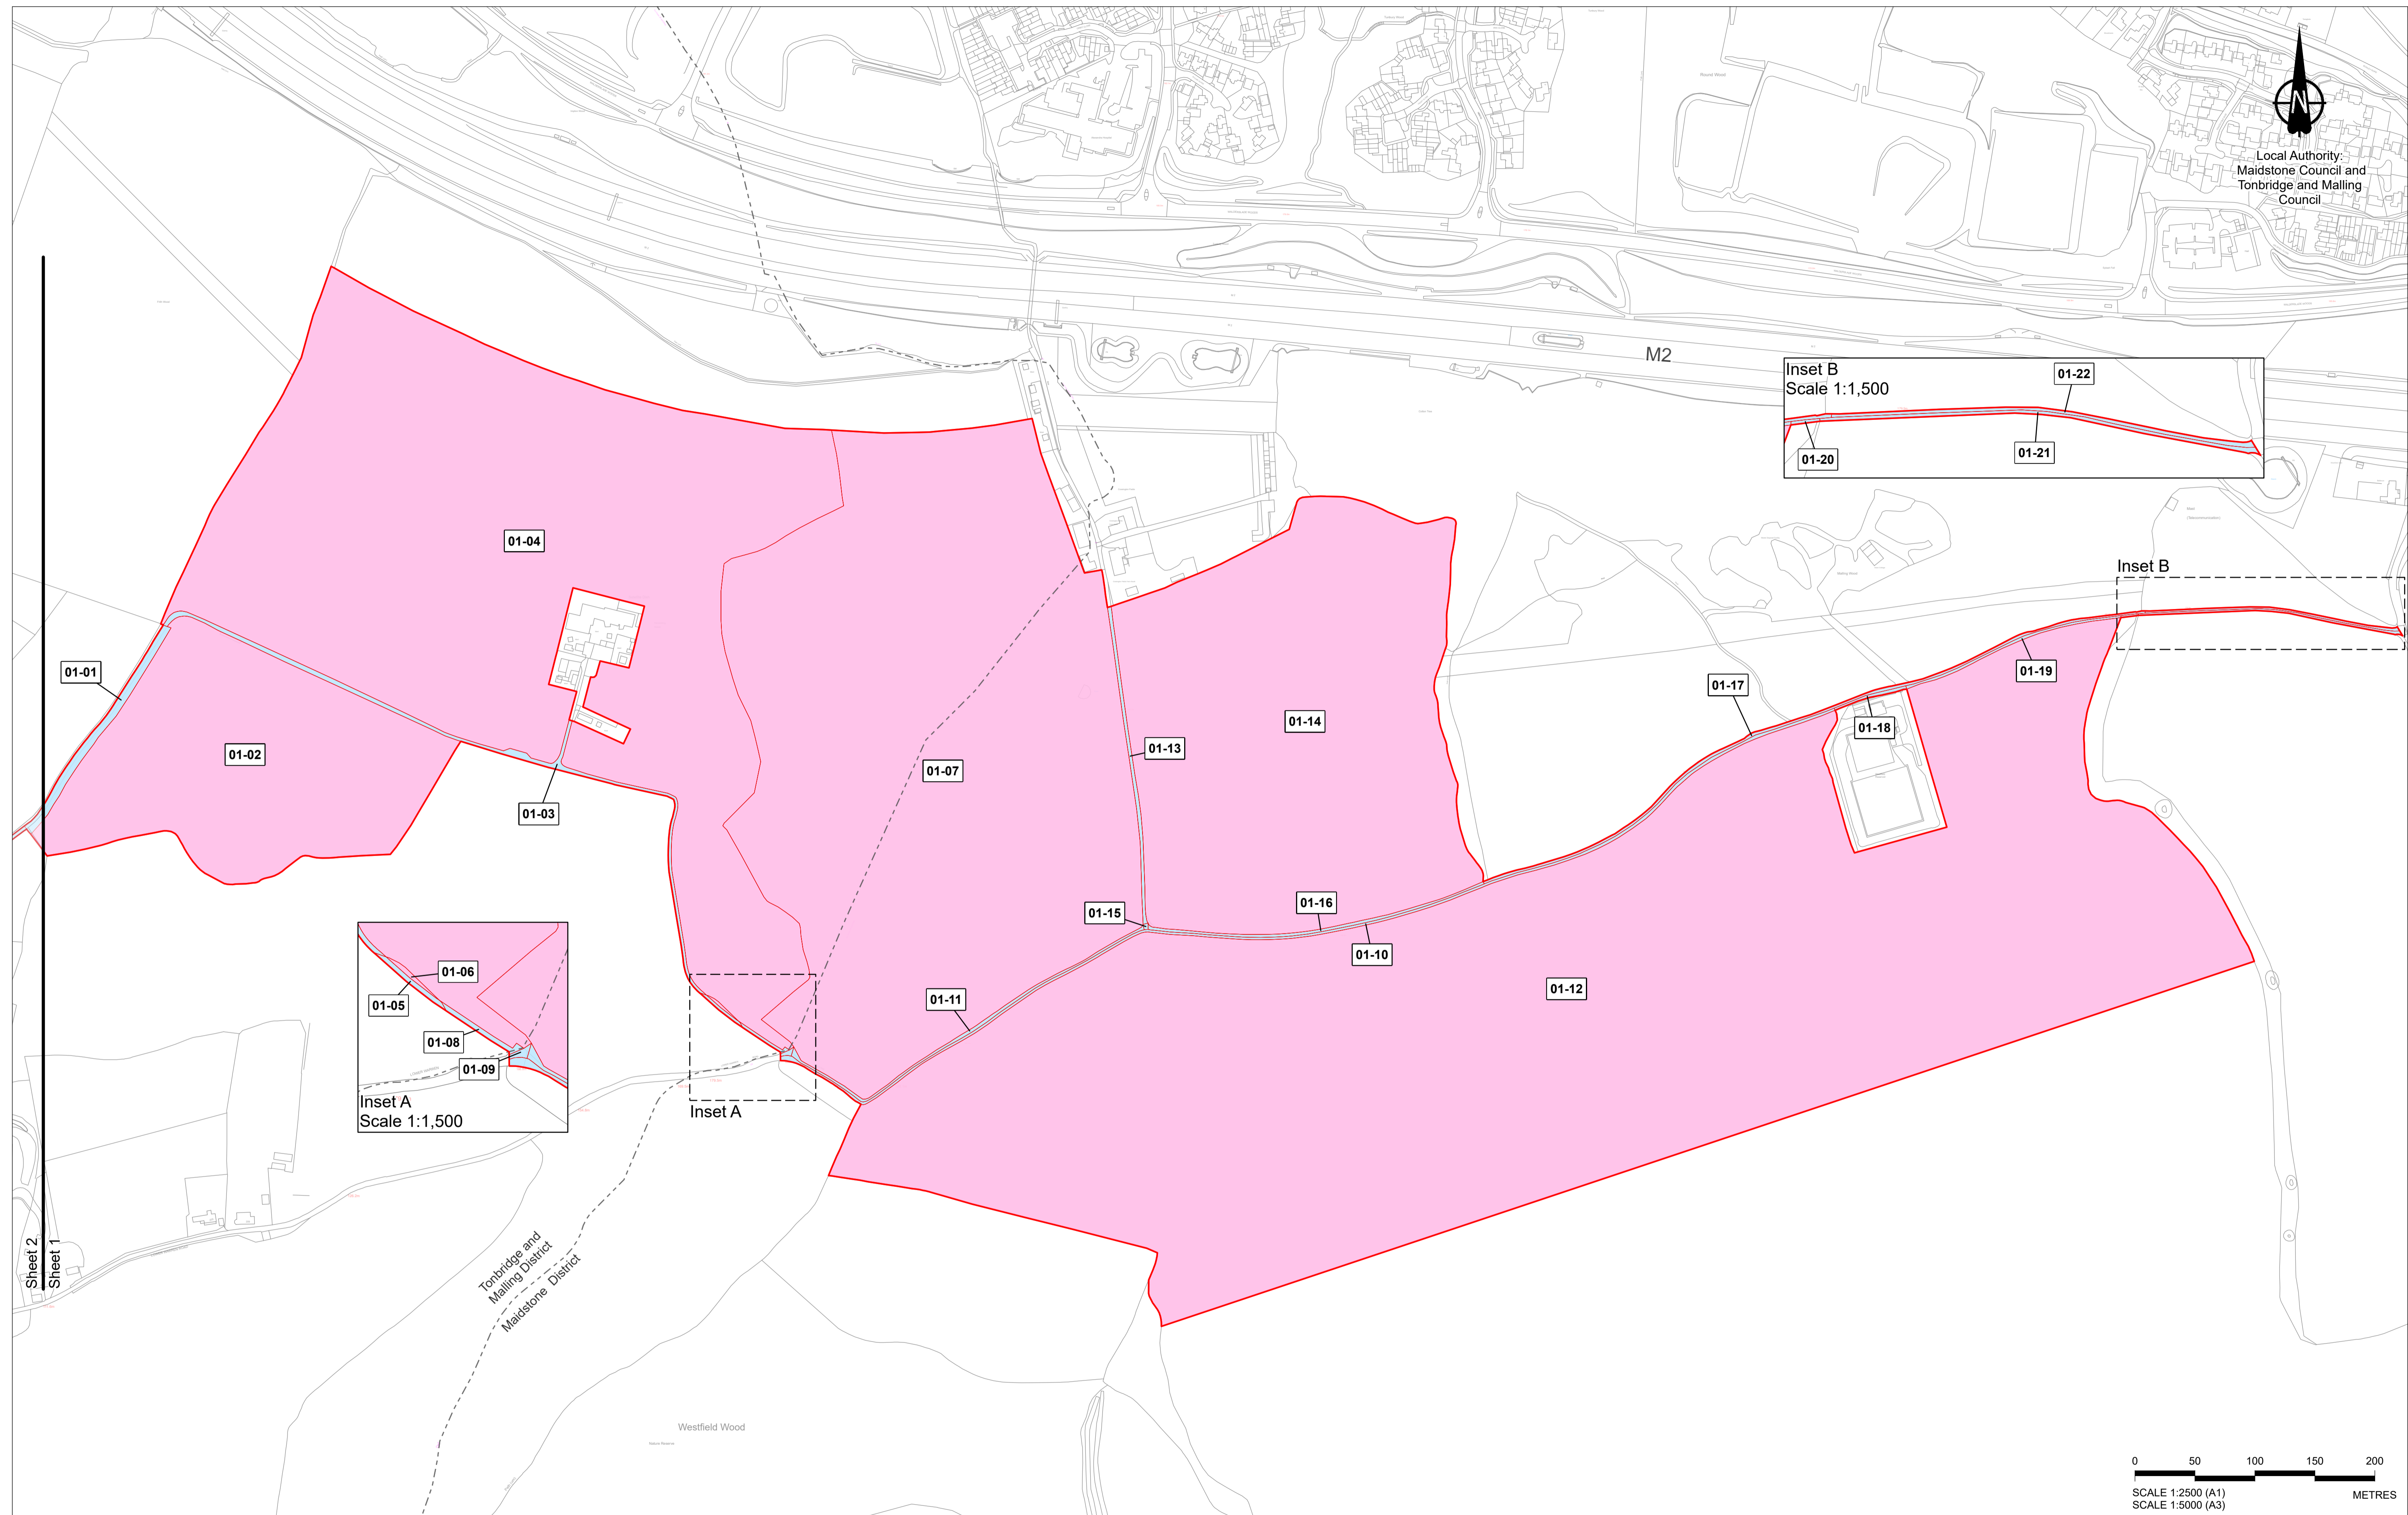 N
Local Authority:
Maidstone Council and
Tonbridge and Malling
Council
Round Wood
M2
Inset B
Scale 1:1,500
01-22
01-20
01-21
01-04
Inset B
01-01
01-14
01-17
01-19
01-18
01-02
01-13
01-07
01-03
01-15
01-16
01-10
01-12
01-11
01-06
01-05
01-08
01-09
Inset A
Scale 1:1,500
Inset A
Sheet 2
Sheet 1
Tonbridge and
Malling District
Maidstone District
Westfield Wood
Nature Reserve
0 50 100 150 200
SCALE 1:2500 (A1)
SCALE 1:5000 (A3)
METRES